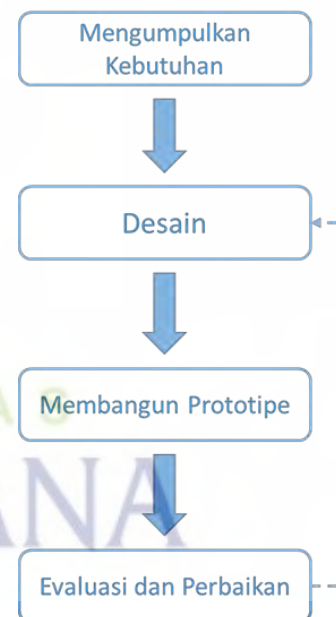 Mengumpulkan
Kebutuhan
Desain
Membangun Prototipe
Evaluasi dan Perbaikan